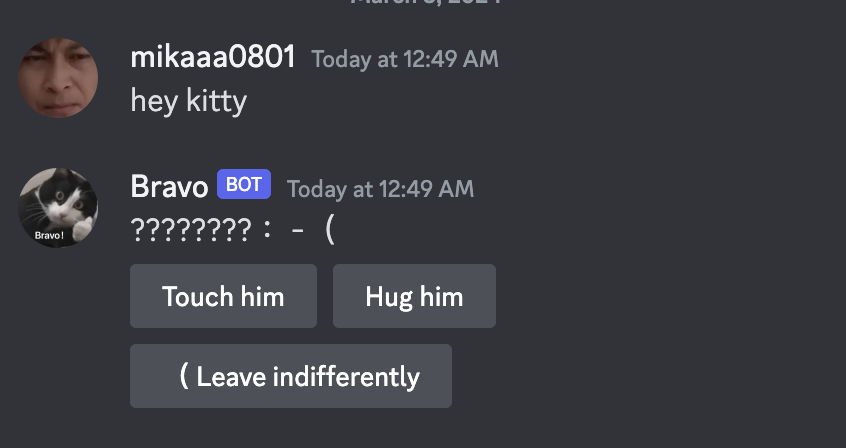 mikaaa0801 Today at 12:49 AM
hey kitty
Bravo BOT Today at 12:49 AM
Bravo!
???????? : - (
Touch him Hug him
( Leave indifferently